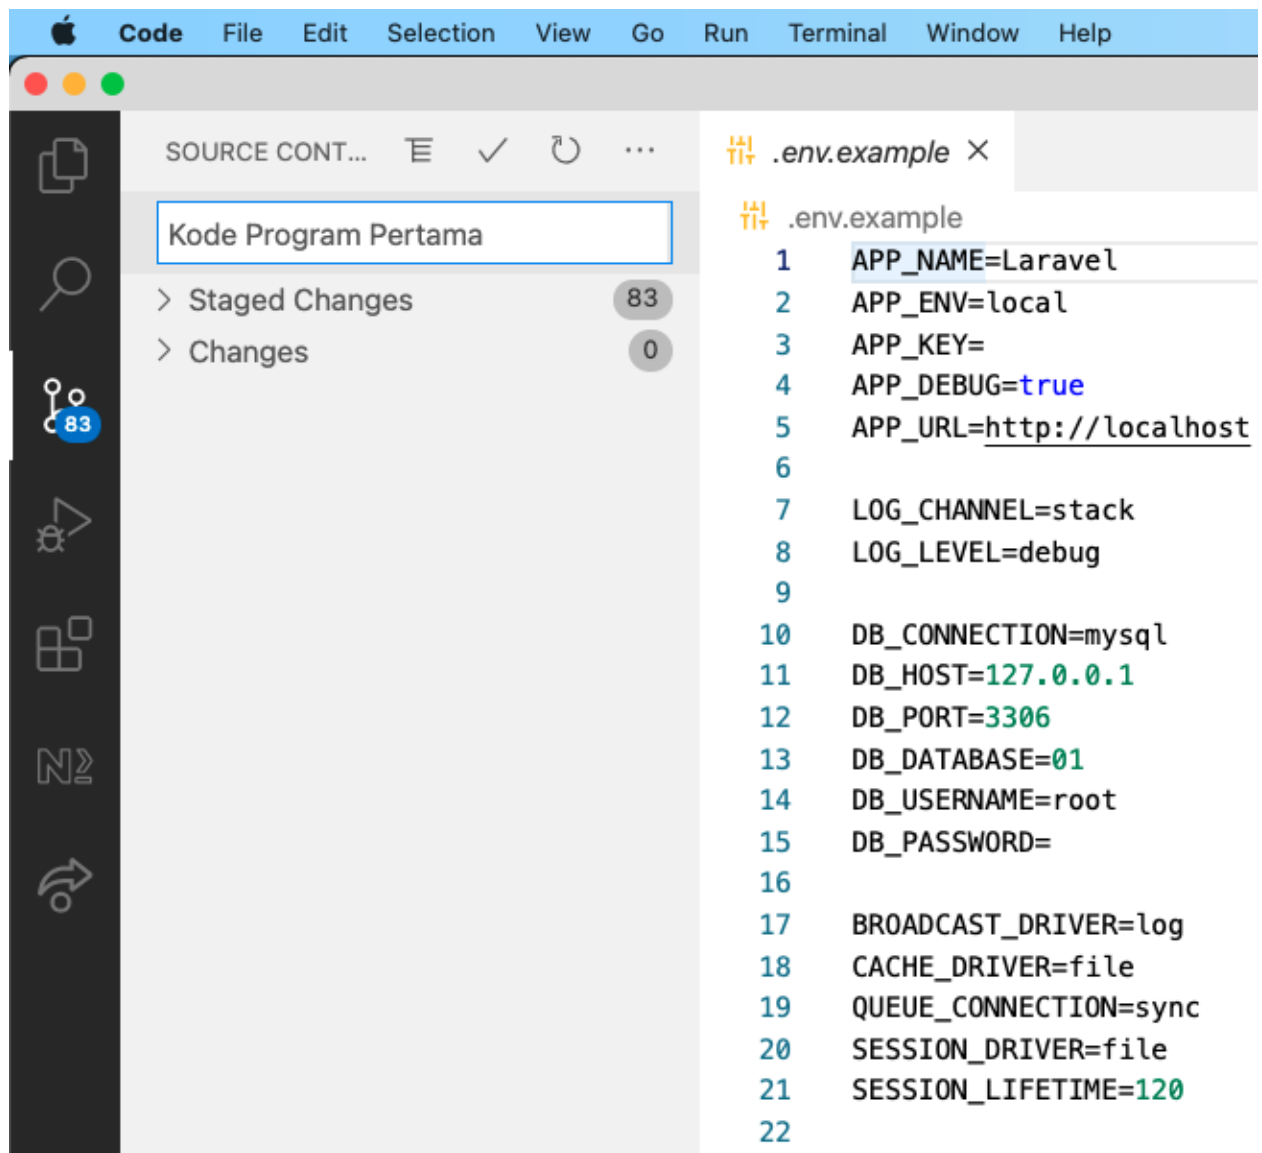 Code File Edit Selection View Go Run Terminal Window Help
SOURCE CONT...
Kode Program Pertama
Staged Changes 83
Changes 0
83
.env.example
.env.example
1 APP_NAME=Laravel
2 APP_ENV=local
3 APP_KEY=
4 APP_DEBUG=true
5 APP_URL=http://localhost
6
7 LOG_CHANNEL=stack
8 LOG_LEVEL=debug
9
10 DB_CONNECTION=mysql
11 DB_HOST=127.0.0.1
12 DB_PORT=3306
13 DB_DATABASE=01
14 DB_USERNAME=root
15 DB_PASSWORD=
16
17 BROADCAST_DRIVER=log
18 CACHE_DRIVER=file
19 QUEUE_CONNECTION=sync
20 SESSION_DRIVER=file
21 SESSION_LIFETIME=120
22